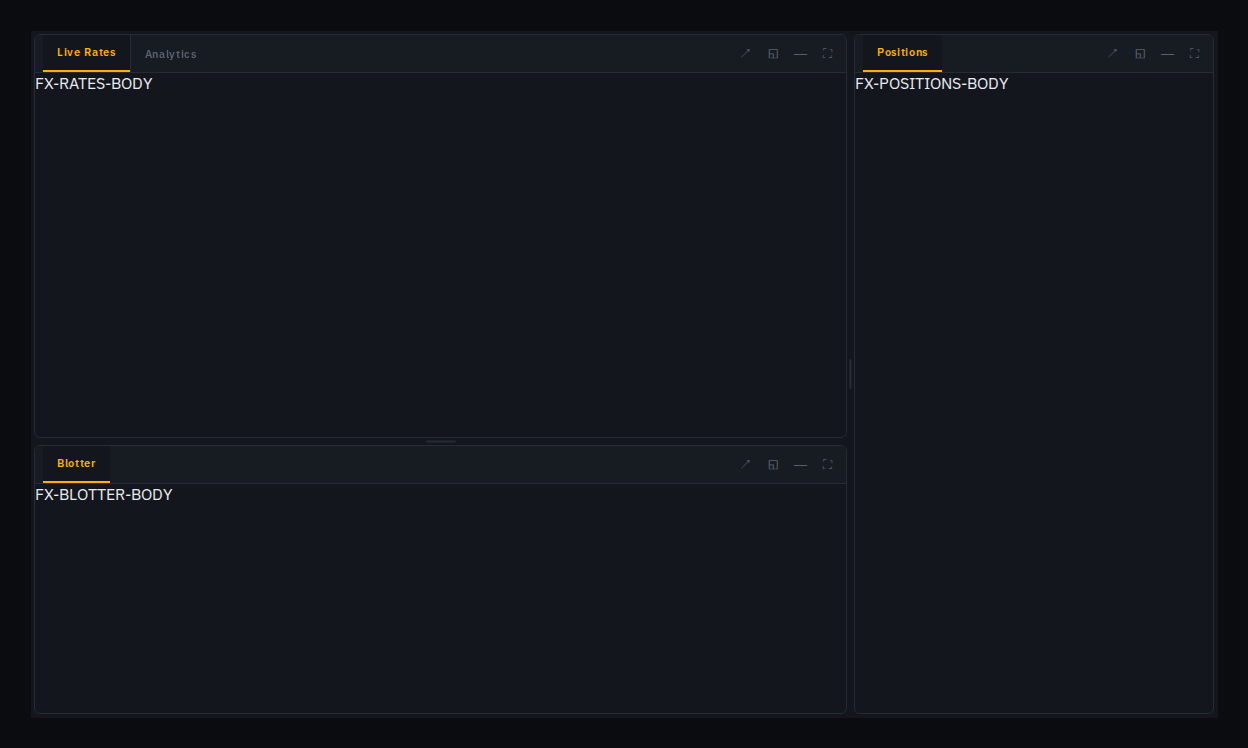 Live Rates Analytics
FX-RATES-BODY
Blotter
FX-BLOTTER-BODY
Positions
FX-POSITIONS-BODY